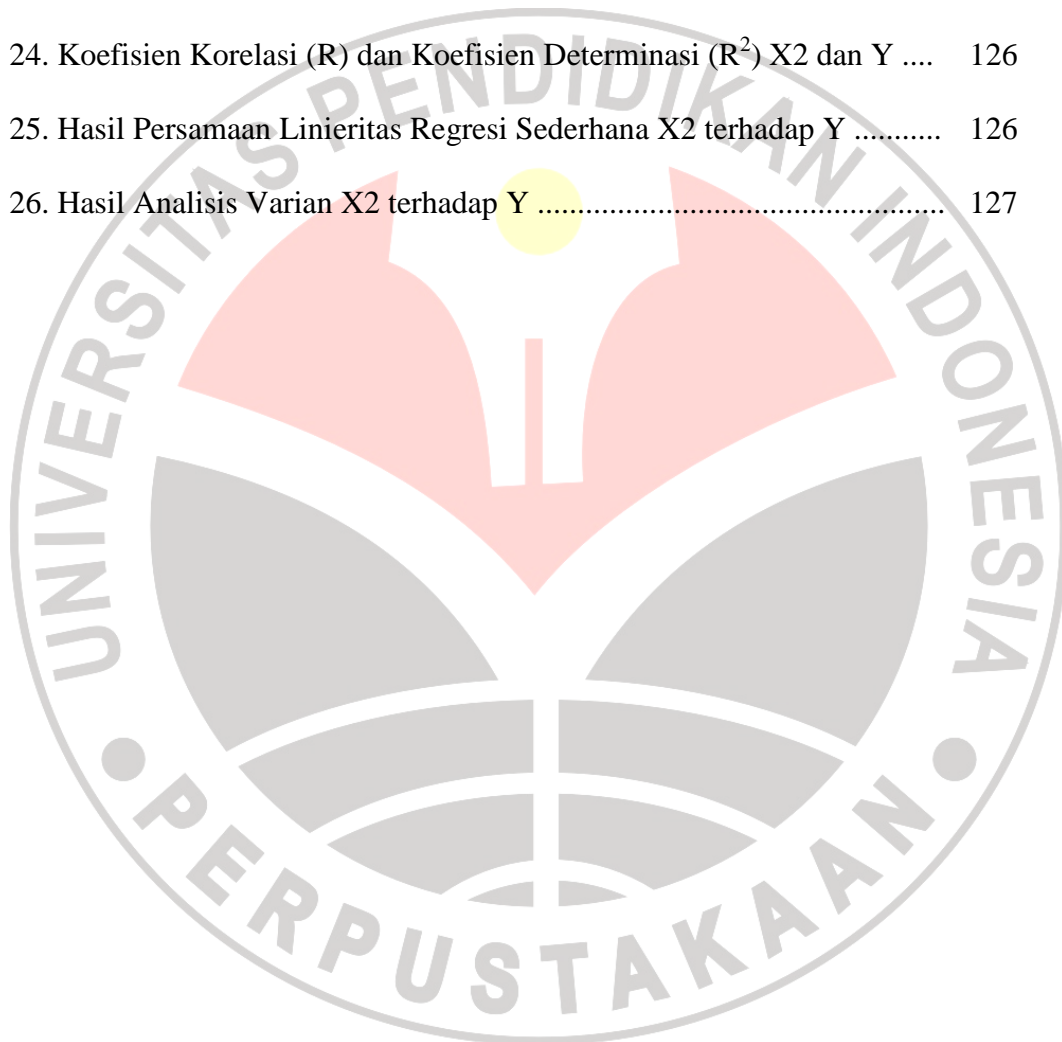 24. Koefisien Korelasi (R) dan Koefisien Determinasi (R²) X2 dan Y .... 126
25. Hasil Persamaan Linieritas Regresi Sederhana X2 terhadap Y ........... 126
26. Hasil Analisis Varian X2 terhadap Y ................................................... 127
UNIVERSITAS PENDIDIKAN INDONESIA
PERPUSTAKAAN